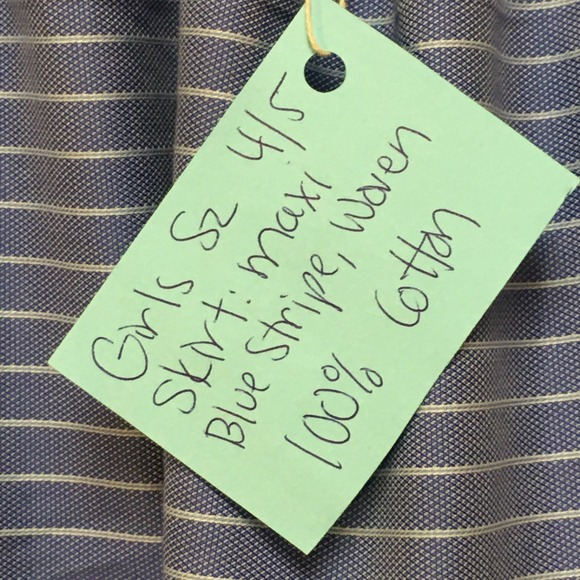 Girls Sz 4/5
Skirt: maxi
Blue Stripe, Woven
100% Cotton